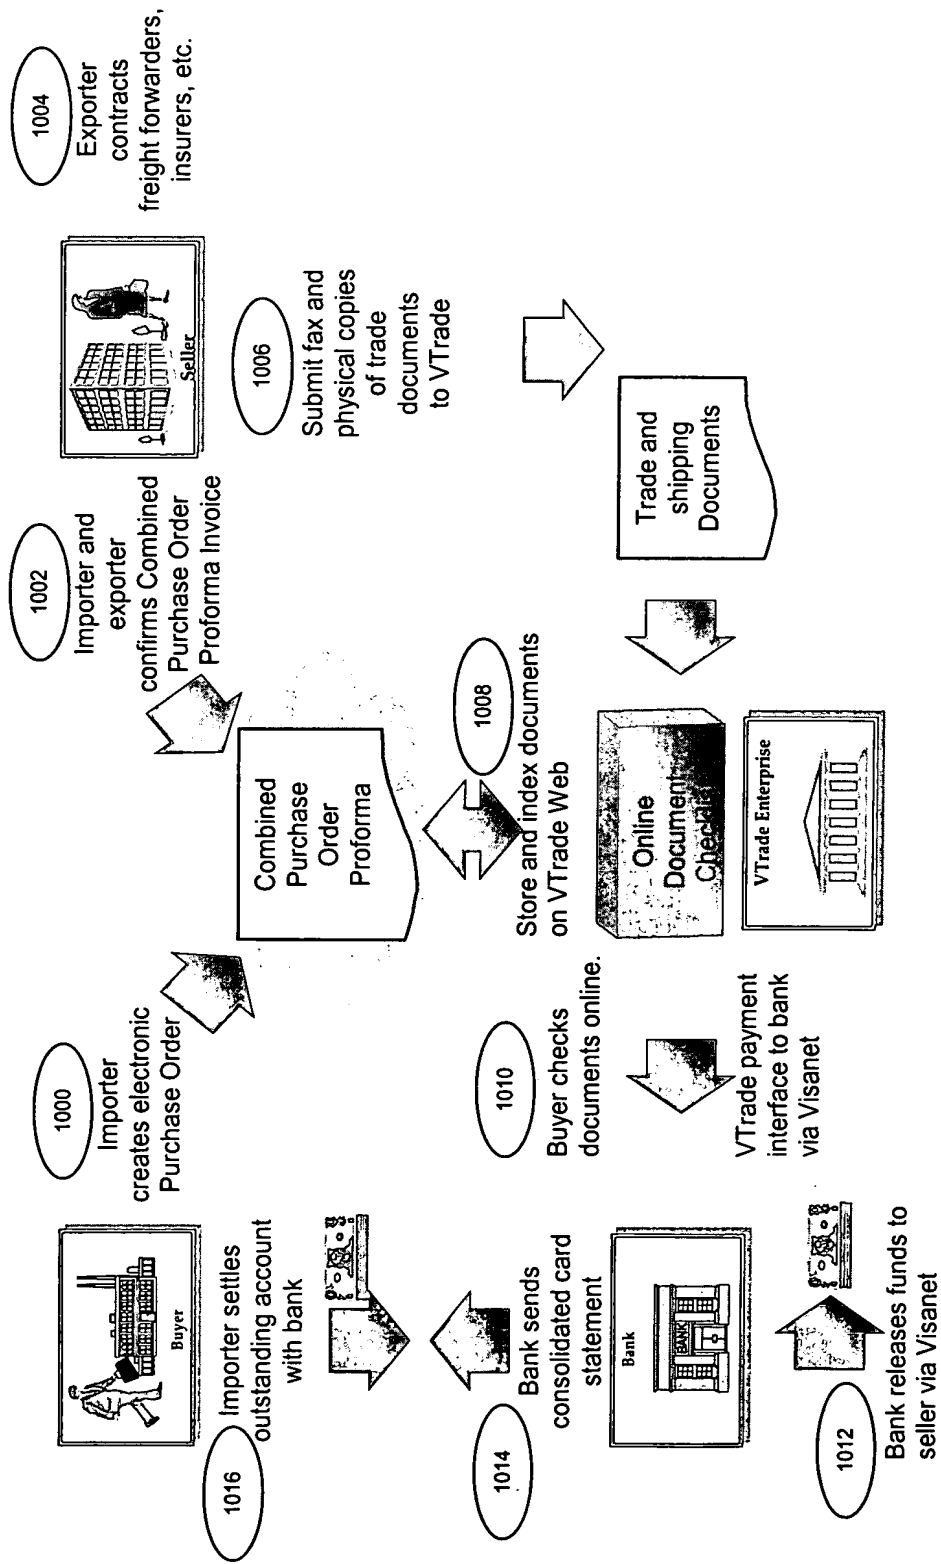 1000
Importer
creates electronic
Purchase Order
1002
Importer and
exporter
confirms Combined
Purchase Order
Proforma Invoice
1004
Exporter
contracts
freight forwarders,
insurers, etc.
Buyer
Seller
1016
Importer settles
outstanding account
with bank
Combined
Purchase
Order
Proforma
1006
Submit fax and
physical copies
of trade
documents
to VTrade
1014
Bank sends
consolidated card
statement
1010
Buyer checks
documents online.
1008
Store and index documents
on VTrade Web
Bank
BANK
VTrade payment
interface to bank
via Visanet
Online
Document
VTrade Enterprise
Trade and
shipping
Documents
1012
Bank releases funds to
seller via Visanet